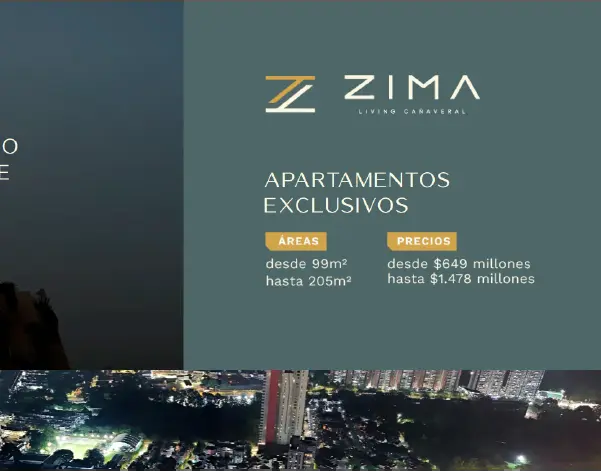 O
E
ZIMA
LIVING CAÑAVERAL
APARTAMENTOS
EXCLUSIVOS
ÁREAS
desde 99m²
hasta 205m²
PRECIOS
desde $649 millones
hasta $1.478 millones